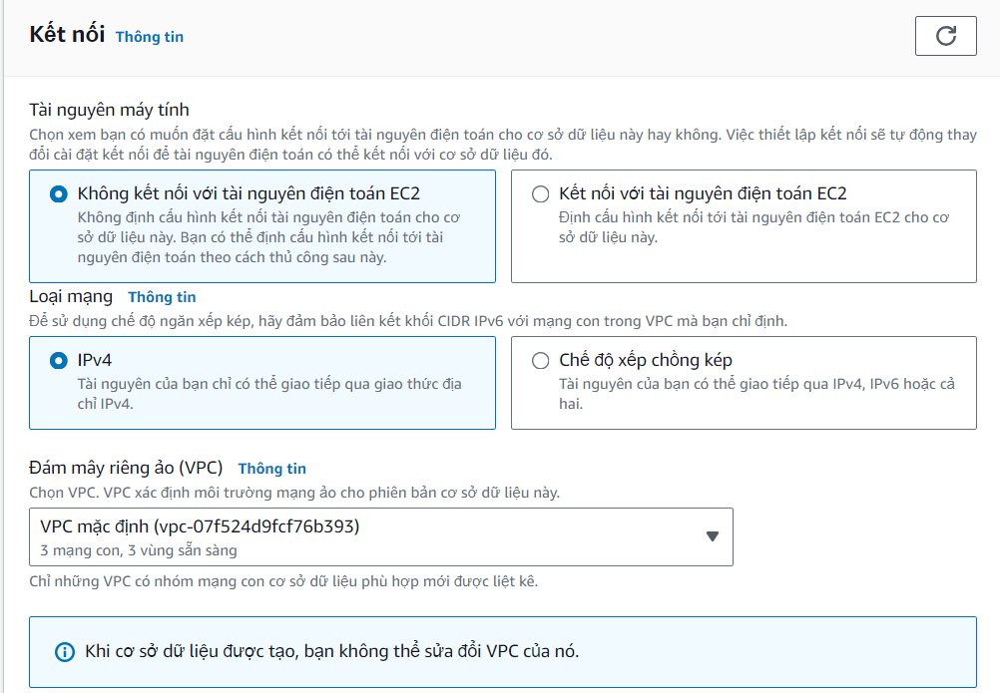 Kết nối Thông tin
Tài nguyên máy tính
Chọn xem bạn có muốn đặt cấu hình kết nối tới tài nguyên điện toán cho cơ sở dữ liệu này hay không. Việc thiết lập kết nối sẽ tự động thay
đổi cài đặt kết nối để tài nguyên điện toán có thể kết nối với cơ sở dữ liệu đó.
Không kết nối với tài nguyên điện toán EC2
Không định cấu hình kết nối tài nguyên điện toán cho cơ
sở dữ liệu này. Bạn có thể định cấu hình kết nối tới tài
nguyên điện toán theo cách thủ công sau này.
Kết nối với tài nguyên điện toán EC2
Định cấu hình kết nối tới tài nguyên điện toán EC2 cho cơ
sở dữ liệu này.
Loại mạng Thông tin
Để sử dụng chế độ ngăn xếp kép, hãy đảm bảo liên kết khối CIDR IPv6 với mạng con trong VPC mà bạn chỉ định.
IPv4
Tài nguyên của bạn chỉ có thể giao tiếp qua giao thức địa
chỉ IPv4.
Chế độ xếp chồng kép
Tài nguyên của bạn có thể giao tiếp qua IPv4, IPv6 hoặc cả
hai.
Đám mây riêng ảo (VPC) Thông tin
Chọn VPC. VPC xác định môi trường mạng ảo cho phiên bản cơ sở dữ liệu này.
VPC mặc định (vpc-07f524d9fcf76b393)
3 mạng con, 3 vùng sẵn sàng
Chỉ những VPC có nhóm mạng con cơ sở dữ liệu phù hợp mới được liệt kê.
Khi cơ sở dữ liệu được tạo, bạn không thể sửa đổi VPC của nó.